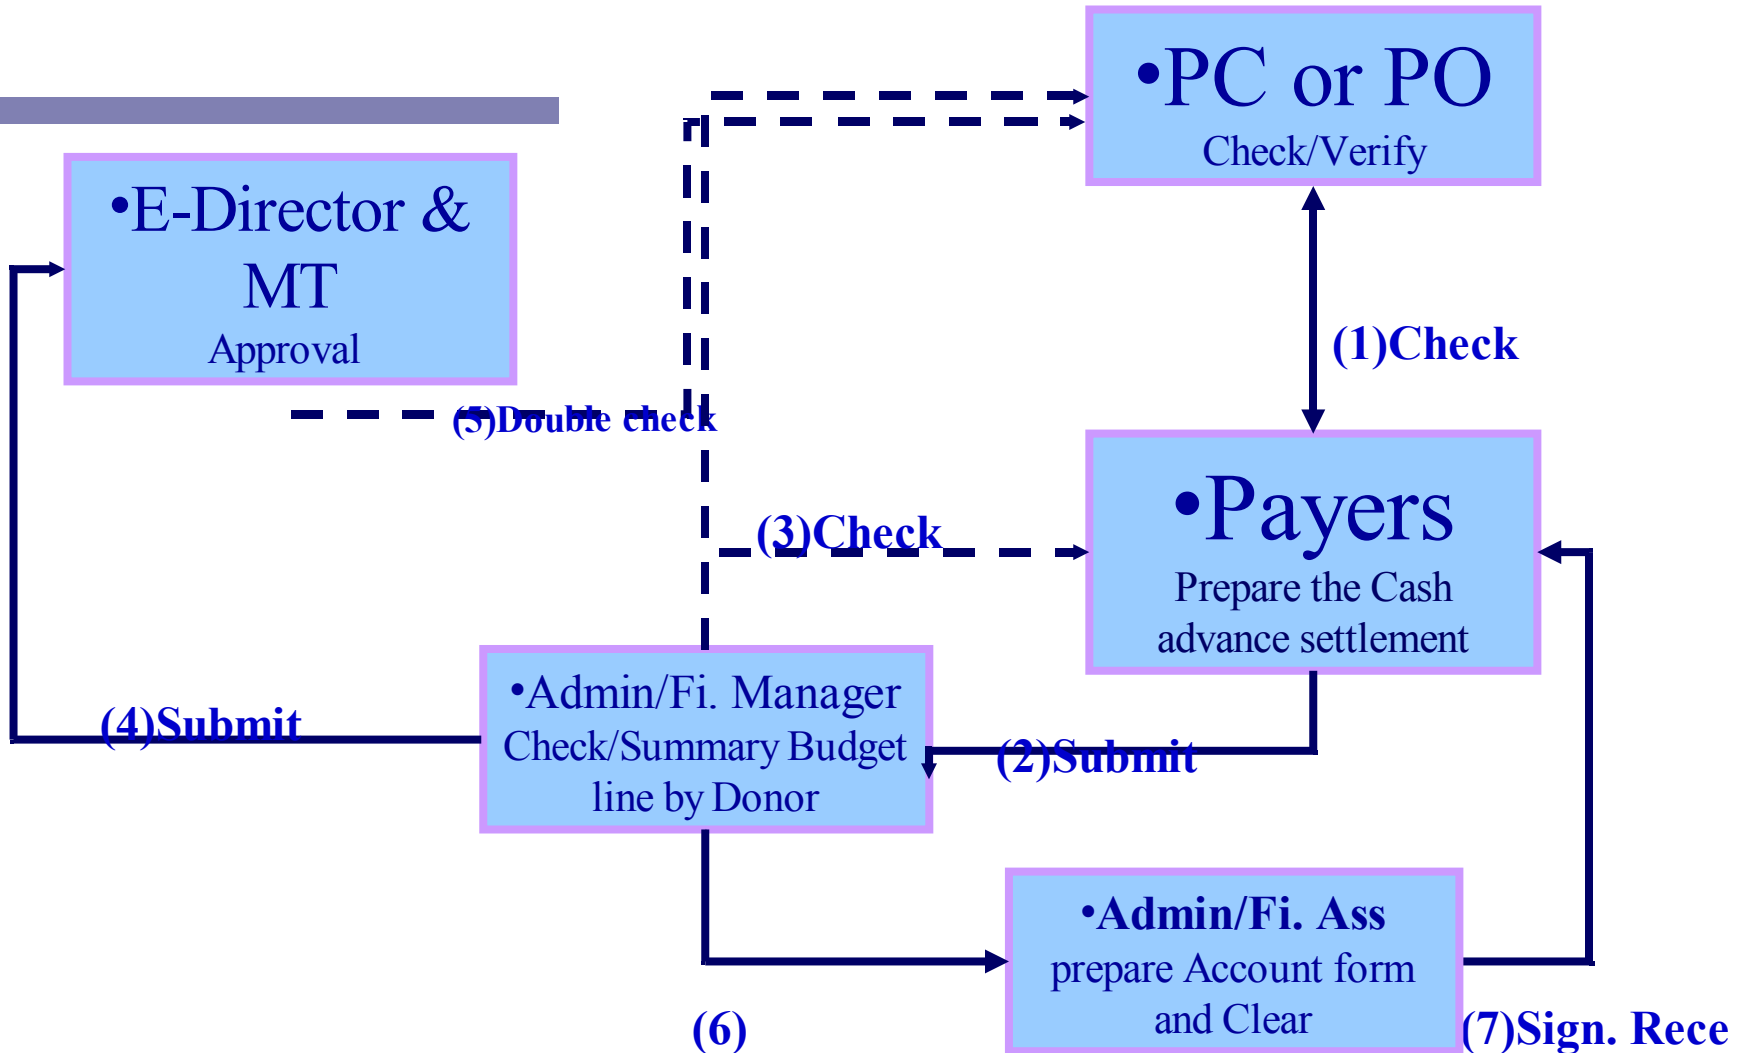 •PC or PO
Check/Verify
•E-Director &
MT
Approval
(1)Check
(5)Double check
•Payers
Prepare the Cash
advance settlement
(3)Check
•Admin/Fi. Manager
Check/Summary Budget
line by Donor
(4)Submit
(2)Submit
•Admin/Fi. Ass
prepare Account form
and Clear
(6)
(7)Sign. Rece